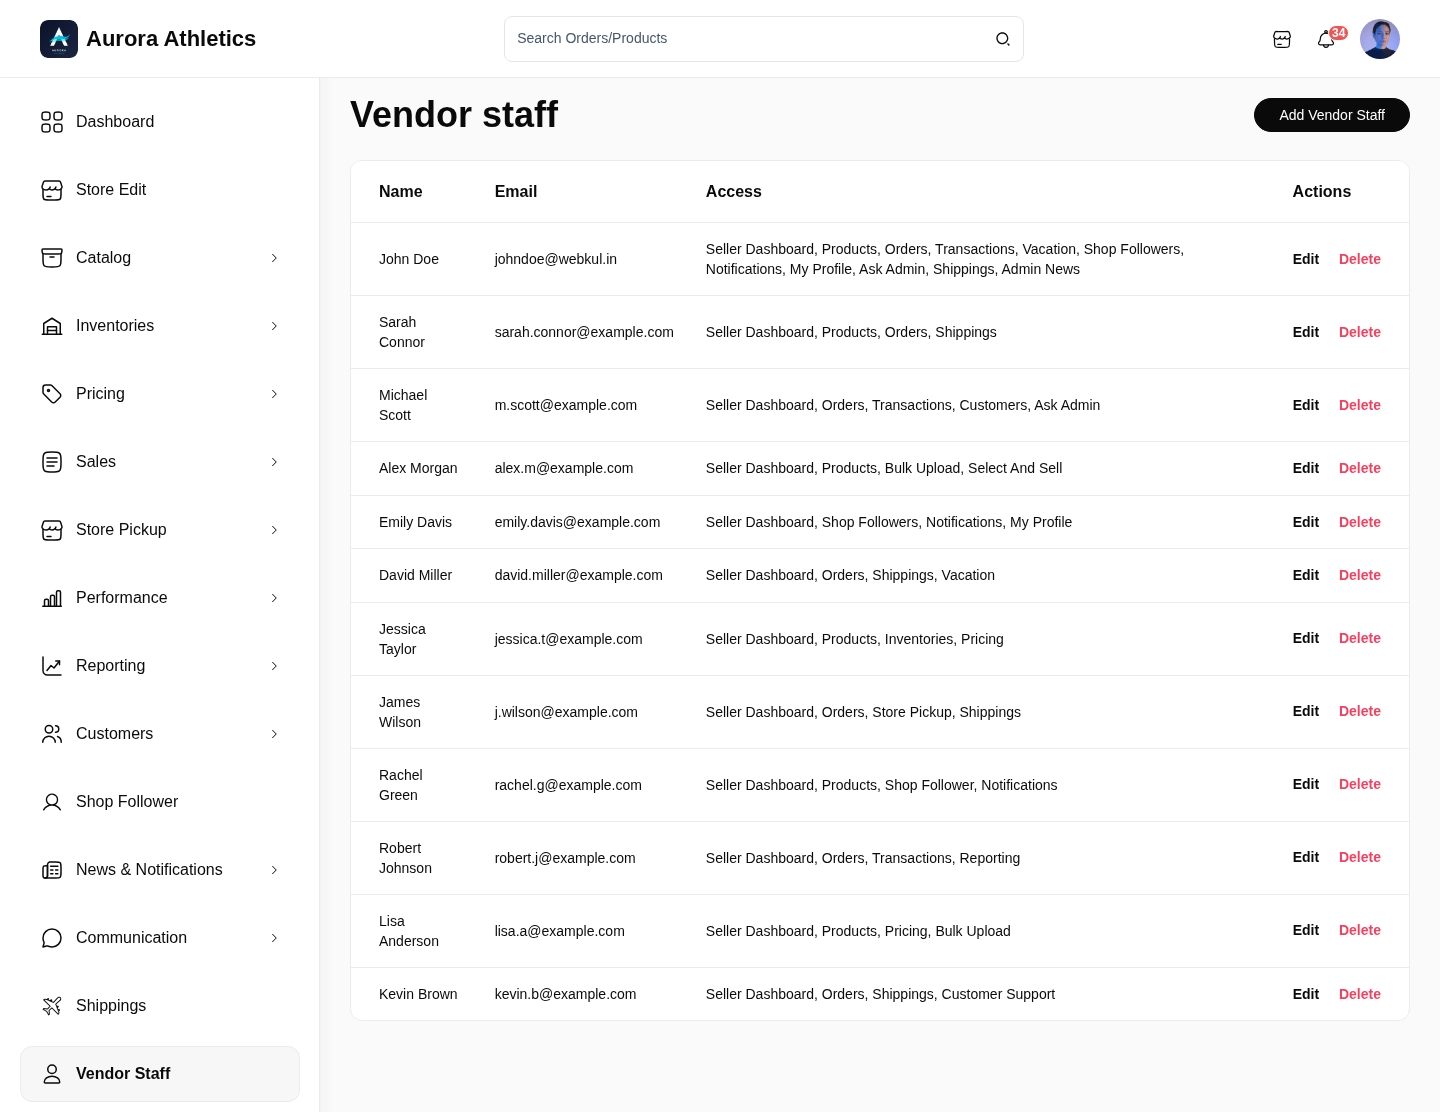 Aurora Athletics
Search Orders/Products
34
Dashboard
Store Edit
Catalog
Inventories
Pricing
Sales
Store Pickup
Performance
Reporting
Customers
Shop Follower
News & Notifications
Communication
Shippings
Vendor Staff
Vendor staff
Add Vendor Staff
Name Email Access Actions
John Doe johndoe@webkul.in Seller Dashboard, Products, Orders, Transactions, Vacation, Shop Followers,
Notifications, My Profile, Ask Admin, Shippings, Admin News Edit Delete
Sarah
Connor sarah.connor@example.com Seller Dashboard, Products, Orders, Shippings Edit Delete
Michael
Scott m.scott@example.com Seller Dashboard, Orders, Transactions, Customers, Ask Admin Edit Delete
Alex Morgan alex.m@example.com Seller Dashboard, Products, Bulk Upload, Select And Sell Edit Delete
Emily Davis emily.davis@example.com Seller Dashboard, Shop Followers, Notifications, My Profile Edit Delete
David Miller david.miller@example.com Seller Dashboard, Orders, Shippings, Vacation Edit Delete
Jessica
Taylor jessica.t@example.com Seller Dashboard, Products, Inventories, Pricing Edit Delete
James
Wilson j.wilson@example.com Seller Dashboard, Orders, Store Pickup, Shippings Edit Delete
Rachel
Green rachel.g@example.com Seller Dashboard, Products, Shop Follower, Notifications Edit Delete
Robert
Johnson robert.j@example.com Seller Dashboard, Orders, Transactions, Reporting Edit Delete
Lisa
Anderson lisa.a@example.com Seller Dashboard, Products, Pricing, Bulk Upload Edit Delete
Kevin Brown kevin.b@example.com Seller Dashboard, Orders, Shippings, Customer Support Edit Delete